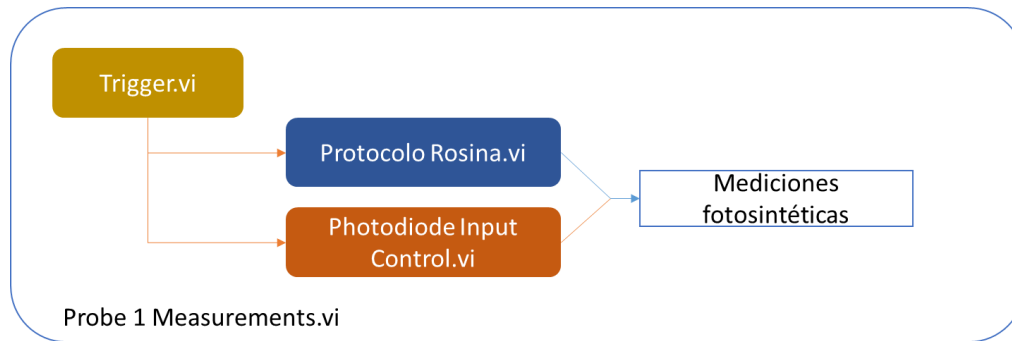 Trigger.vi
Protocolo Rosina.vi
Photodiode Input
Control.vi
Mediciones
fotosintéticas
Probe 1 Measurements.vi